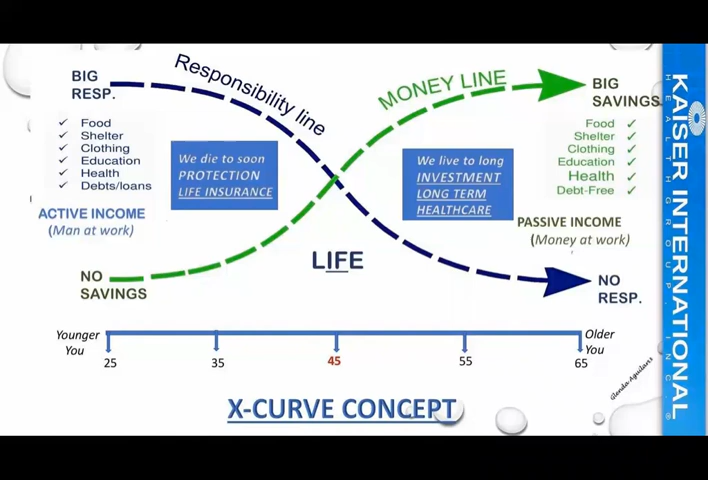 BIG
RESP.
Responsibility line
MONEY LINE
BIG
SAVINGS
✓ Food
✓ Shelter
✓ Clothing
✓ Education
✓ Health
✓ Debts/loans
We die to soon
PROTECTION
LIFE INSURANCE
We live to long
INVESTMENT
LONG TERM
HEALTHCARE
Food ✓
Shelter ✓
Clothing ✓
Education ✓
Health ✓
Debt-Free ✓
ACTIVE INCOME
(Man at work)
PASSIVE INCOME
(Money at work)
NO
SAVINGS
LIFE
NO
RESP.
Younger
You
Older
You
25 35 45 55 65
X-CURVE CONCEPT
Glenda Aguilans
KAISER INTERNATIONAL
HEALTHGROUP, INC.®